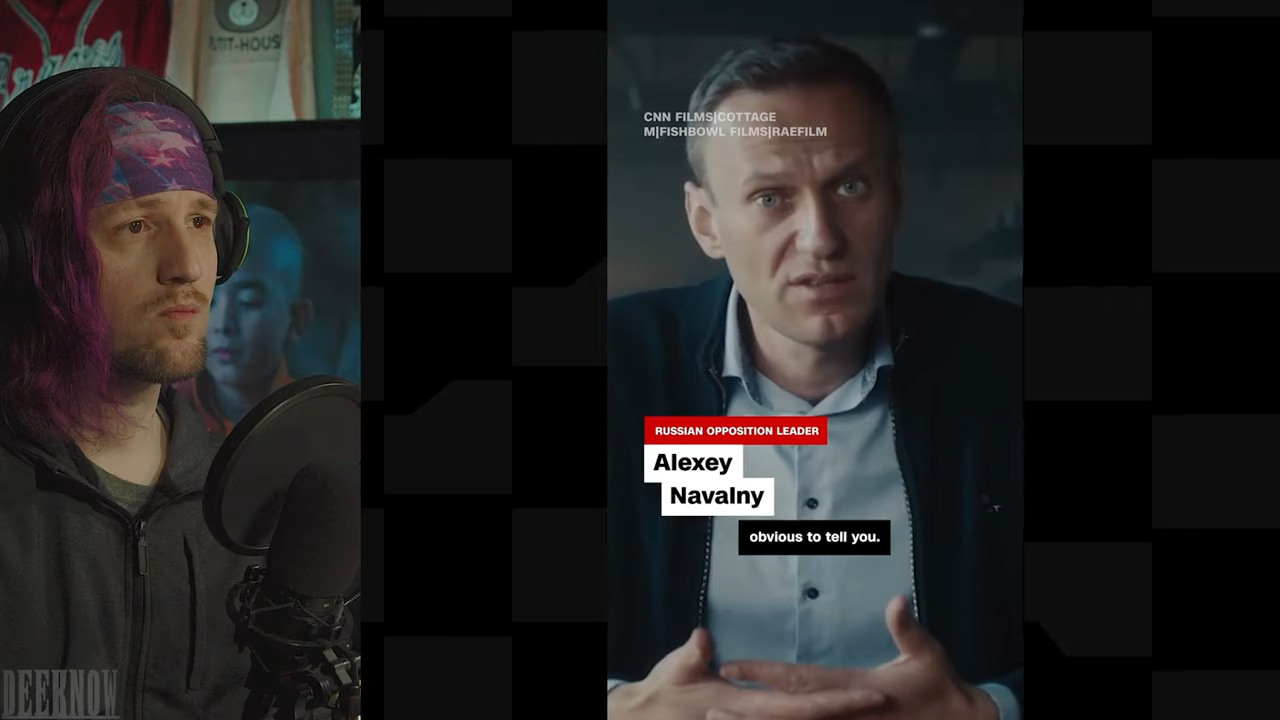 CNN FILMS|COTTAGE
M|FISHBOWL FILMS|RAEFILM
RUSSIAN OPPOSITION LEADER
Alexey
Navalny
obvious to tell you.
DEEKNOW